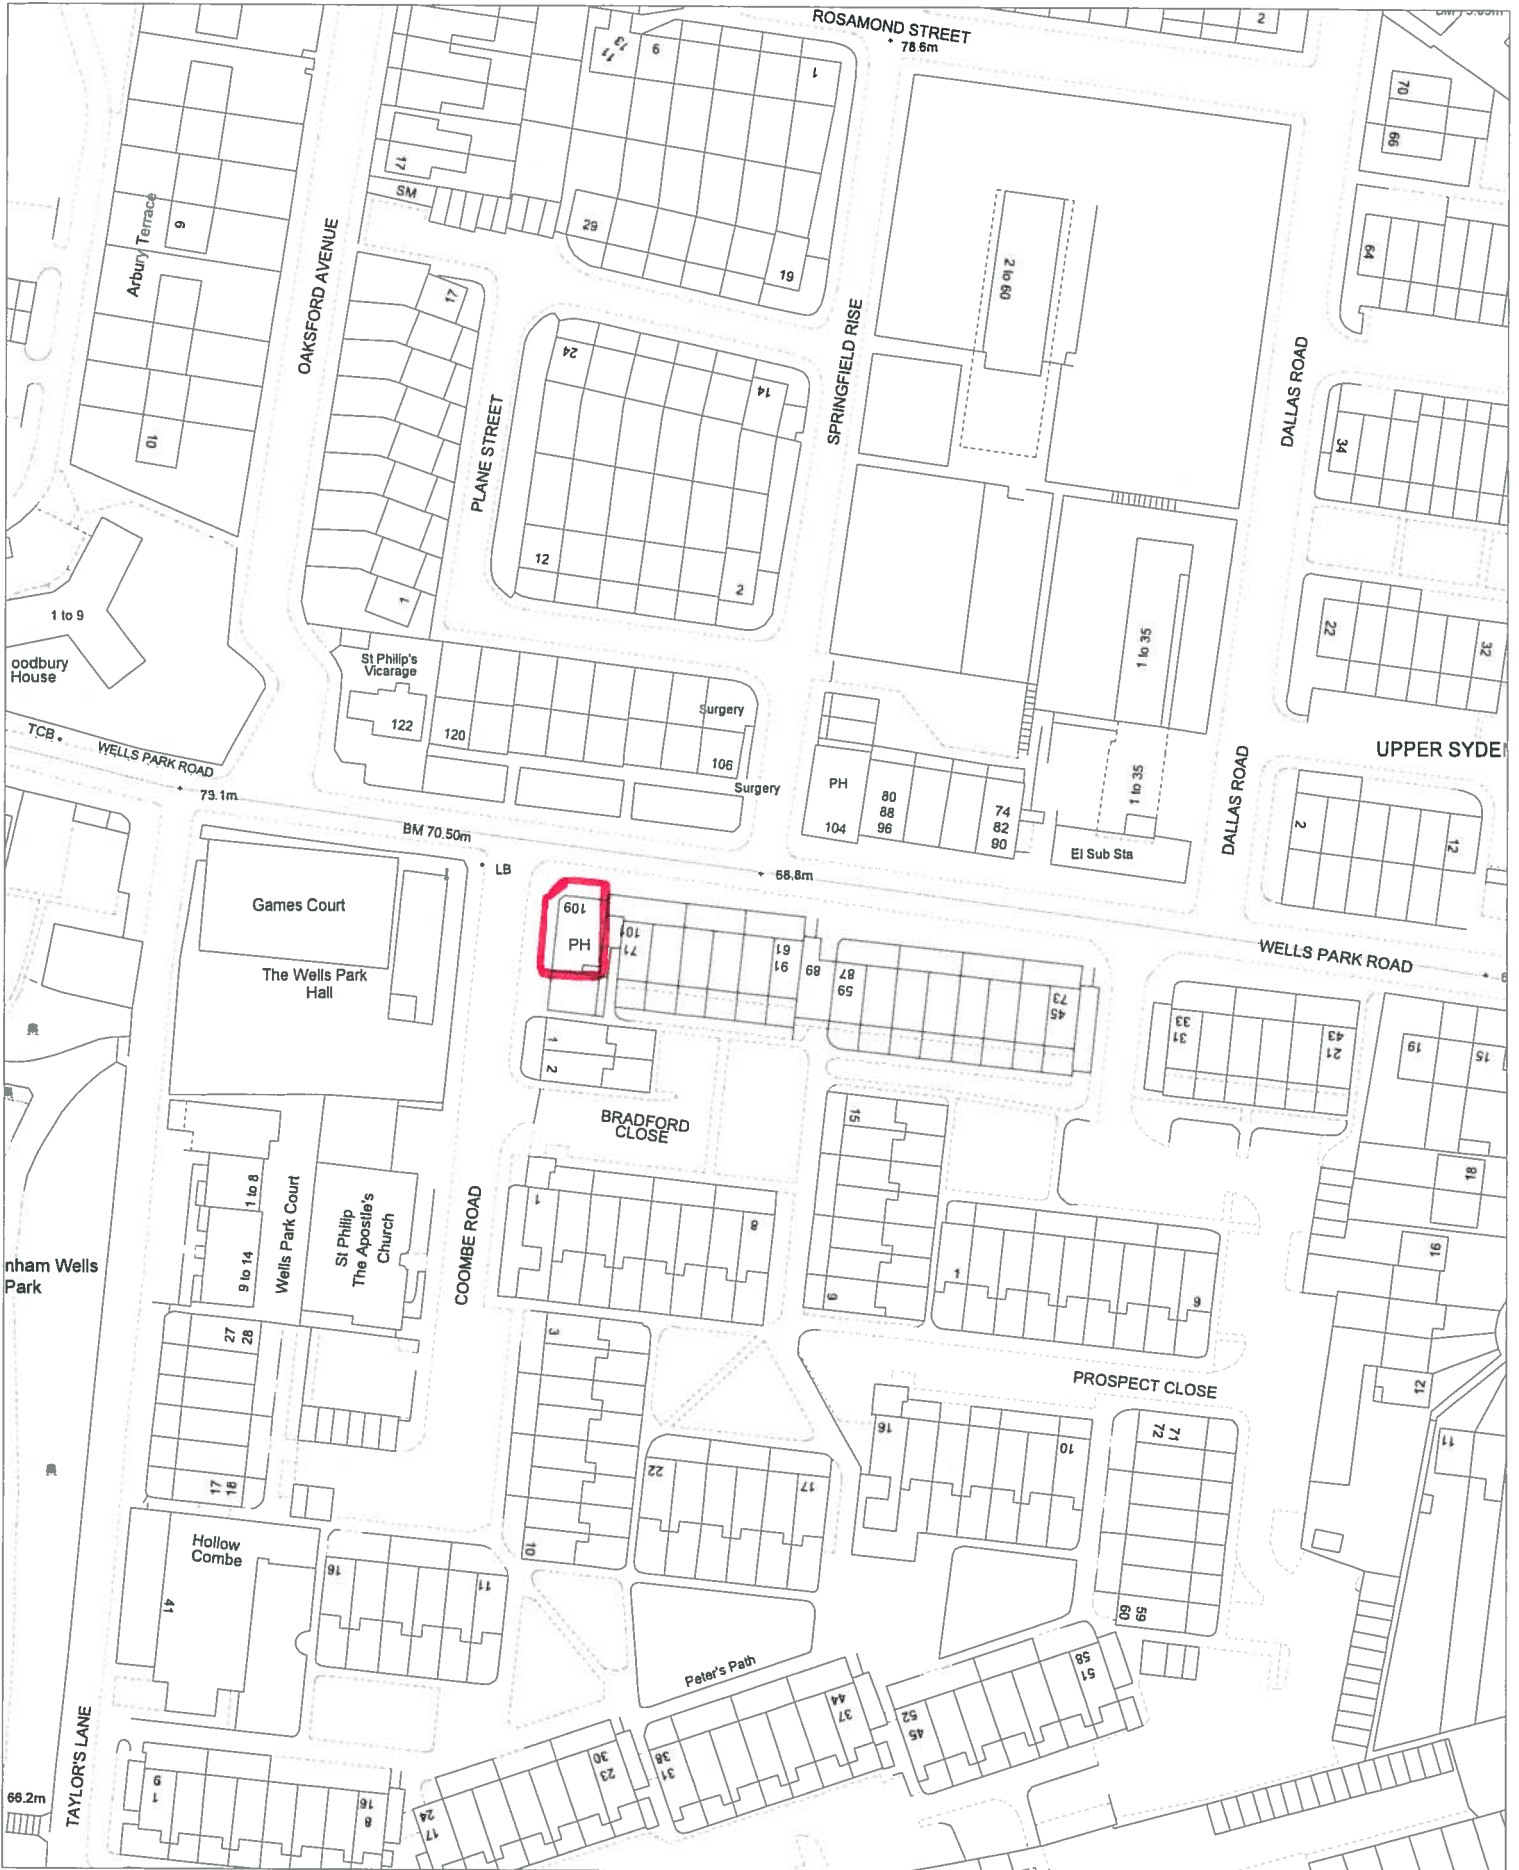 ROSAMOND STREET
2
78.6m
9
1
70
66
17
SM
29
19
64
Arbury Terrace
6
10
OAKSFORD AVENUE
17
2 to 60
SPRINGFIELD RISE
DALLAS ROAD
24
14
PLANE STREET
34
12
2
1
1 to 9
oodbury
House
St Philip's
Vicarage
122
120
Surgery
106
Surgery
1 to 35
22
32
TCB
WELLS PARK ROAD
73.1m
BM 70.50m
PH
104
80
88
96
74
82
90
1 to 35
El Sub Sta
DALLAS ROAD
UPPER SYDE
2
12
LB
68.8m
Games Court
The Wells Park
Hall
109
PH
101
71
61
91
89
87
59
73
45
WELLS PARK ROAD
33
31
43
21
19
15
1
2
BRADFORD
CLOSE
15
9
18
16
1 to 8
9 to 14
Wells Park Court
St Philip
The Apostle's
Church
COOMBE ROAD
1
8
1
9
nham Wells
Park
27
28
3
PROSPECT CLOSE
12
11
16
10
72
71
22
17
17
18
10
Hollow
Combe
41
16
11
60
59
Peter's Path
58
51
44
37
52
45
30
23
38
31
TAYLOR'S LANE
66.2m
9
1
16
8
24
17